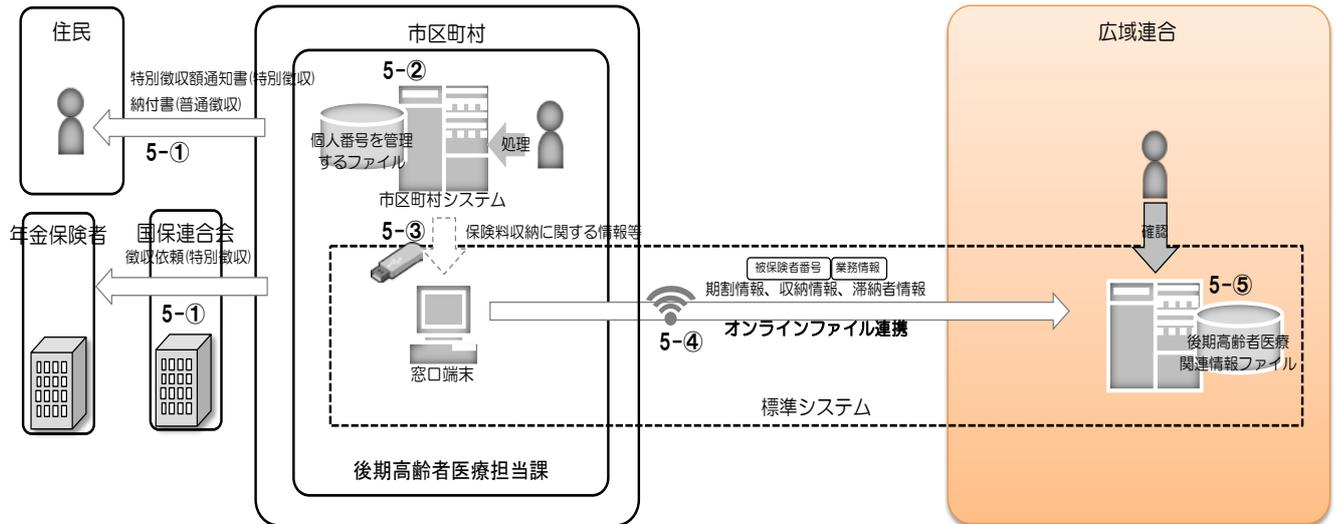 住民
市区町村
広域連合
5-②
特別徴収額通知書(特別徴収)
納付書(普通徴収)
5-①
個人番号を管理
するファイル
処理
市区町村システム
年金保険者
国保連合会
徴収依頼(特別徴収)
5-①
5-③
保険料収納に関する情報等
確認
被保険者番号
業務情報
期割情報、収納情報、滞納者情報
5-④
オンラインファイル連携
5-⑤
後期高齢者医療
関連情報ファイル
窓口端末
標準システム
後期高齢者医療担当課